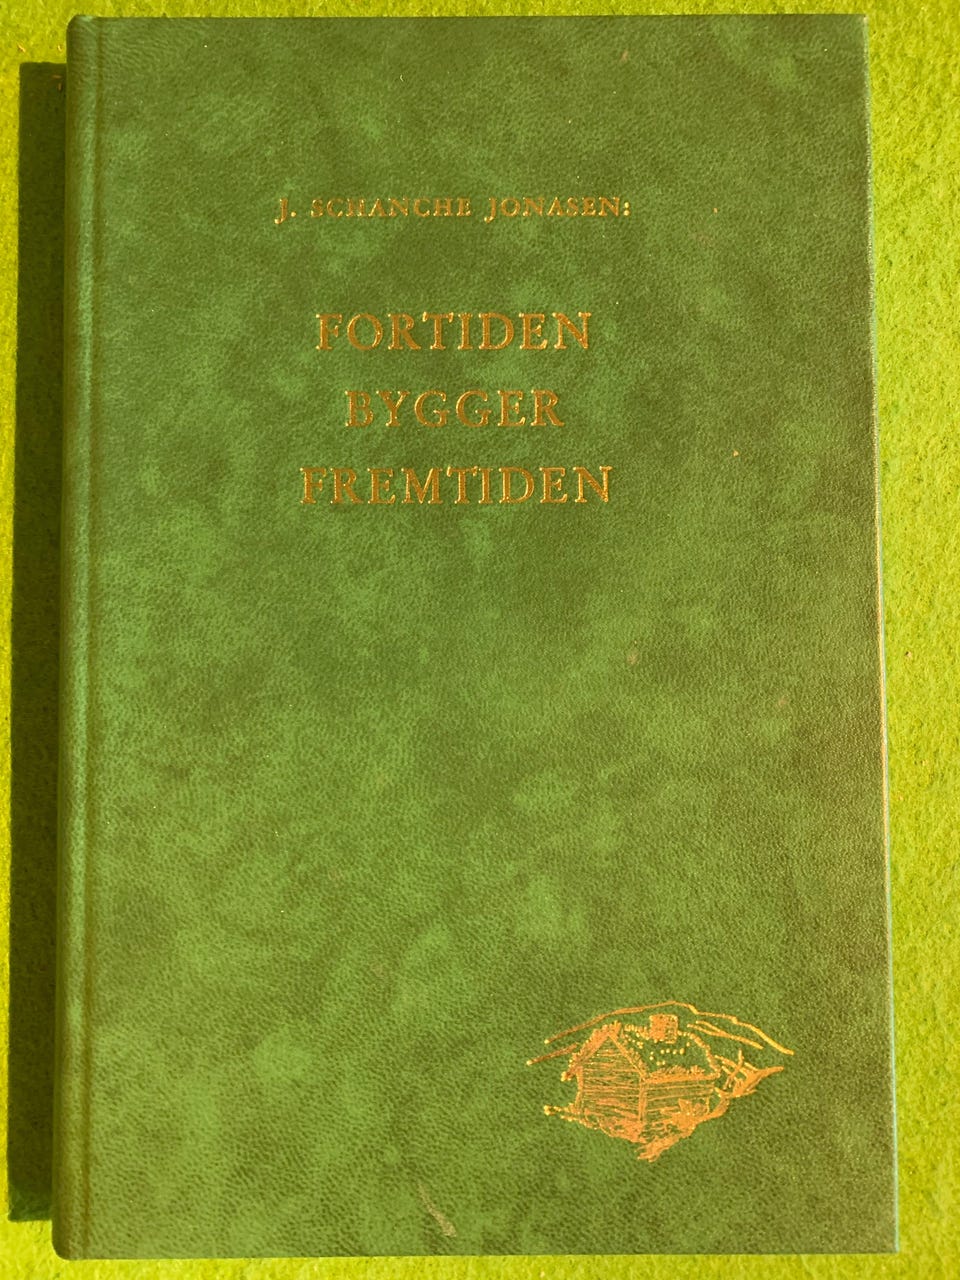 J. SCHANCHE JONASEN:
FORTIDEN
BYGGER
FREMTIDEN